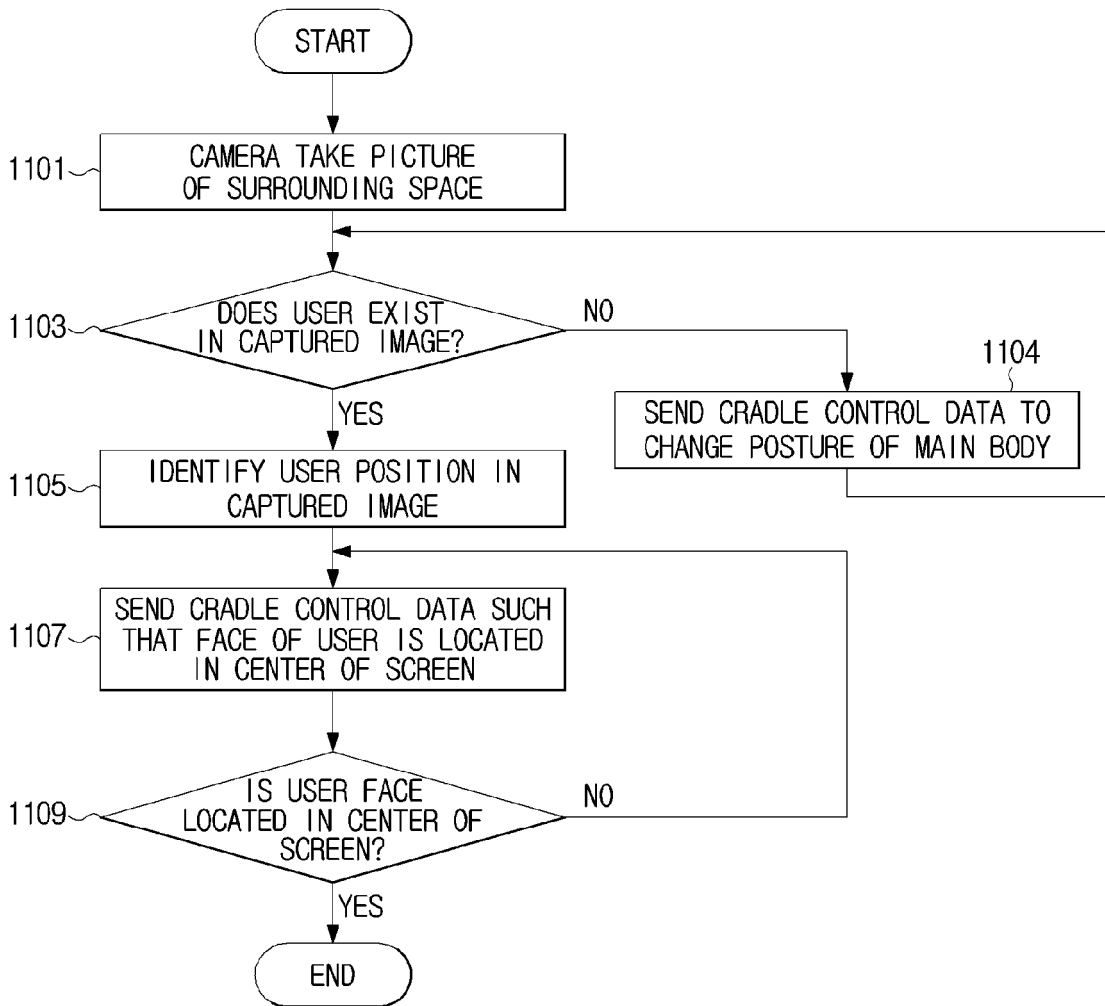 START
1101
CAMERA TAKE PICTURE
OF SURROUNDING SPACE
1103
DOES USER EXIST
IN CAPTURED IMAGE?
NO
YES
1104
SEND CRADLE CONTROL DATA TO
CHANGE POSTURE OF MAIN BODY
1105
IDENTIFY USER POSITION IN
CAPTURED IMAGE
1107
SEND CRADLE CONTROL DATA SUCH
THAT FACE OF USER IS LOCATED
IN CENTER OF SCREEN
1109
IS USER FACE
LOCATED IN CENTER OF
SCREEN?
NO
YES
END